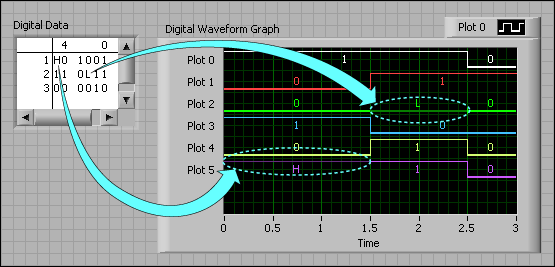 Digital Data
4 0
1 H0 1001
2 11 0L11
3 00 0010
Digital Waveform Graph
Plot 0
Plot 0 1 0
Plot 1 0 1
Plot 2 0 L 0
Plot 3 1 0
Plot 4 0 1 0
Plot 5 H 1 0
0 0.5 1 1.5 2 2.5 3
Time